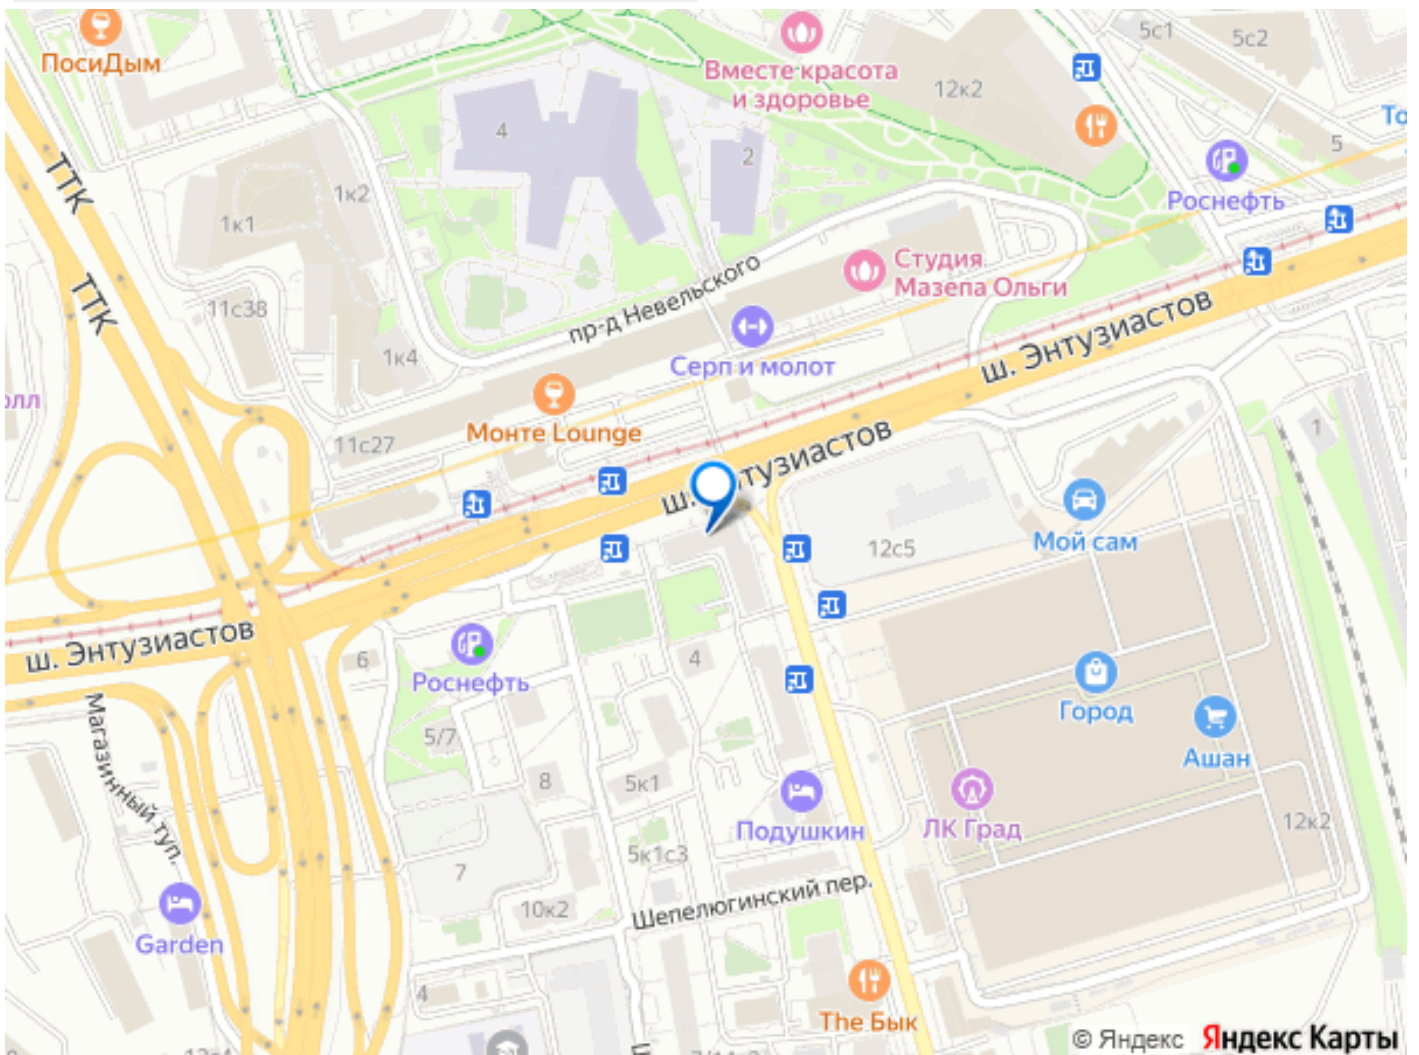 ПосиДым
Вместе красота
и здоровье
5с1
5с2
12к2
4
2
5
Роснефть
ТТК
1к2
1к1
Студия
Мазепа Ольги
ТТК
11с38
пр-д Невельского
1к4
Серп и молот
ш. Энтузиастов
Монте Lounge
11с27
1
ш. Энтузиастов
12с5
Мой сам
ш. Энтузиастов
6
Роснефть
4
Город
5/7
Ашан
Магазинный туп.
8
5к1
Подушкин
ЛК Град
12к2
5к1с3
7
Шепелюгинский пер.
10к2
Garden
4
The Бык
© Яндекс Яндекс Карты